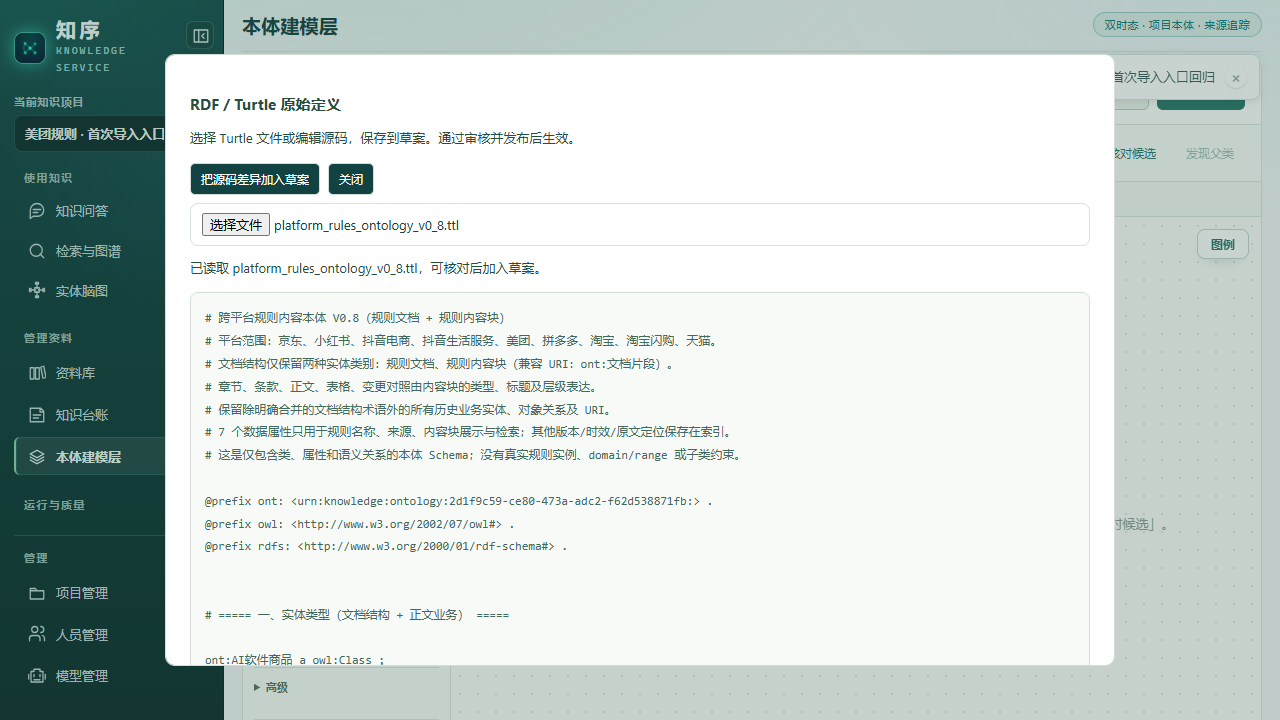 知序
KNOWLEDGE
SERVICE
当前知识项目
美团规则 · 首次导入入口
使用知识
知识问答
检索与图谱
实体脑图
管理资料
资料库
知识台账
本体建模层
运行与质量
管理
项目管理
人员管理
模型管理
本体建模层
双时态 · 项目本体 · 来源追踪
首次导入入口回归
×
核对候选
发现父类
图例
时候选」。
高级
RDF / Turtle 原始定义
选择 Turtle 文件或编辑源码，保存到草案。通过审核并发布后生效。
把源码差异加入草案
关闭
选择文件 platform_rules_ontology_v0_8.ttl
已读取 platform_rules_ontology_v0_8.ttl，可核对后加入草案。
# 跨平台规则内容本体 V0.8（规则文档 + 规则内容块）
# 平台范围：京东、小红书、抖音电商、抖音生活服务、美团、拼多多、淘宝、淘宝闪购、天猫。
# 文档结构仅保留两种实体类别：规则文档、规则内容块（兼容 URI：ont:文档片段）。
# 章节、条款、正文、表格、变更对照由内容块的类型、标题及层级表达。
# 保留除明确合并的文档结构术语外的所有历史业务实体、对象关系及 URI。
# 7 个数据属性只用于规则名称、来源、内容块展示与检索；其他版本/时效/原文定位保存在索引。
# 这是仅包含类、属性和语义关系的本体 Schema；没有真实规则实例、domain/range 或子类约束。
@prefix ont: <urn:knowledge:ontology:2d1f9c59-ce80-473a-adc2-f62d538871fb:> .
@prefix owl: <http://www.w3.org/2002/07/owl#> .
@prefix rdfs: <http://www.w3.org/2000/01/rdf-schema#> .
# ===== 一、实体类型（文档结构 + 正文业务） =====
ont:AI软件商品 a owl:Class ;